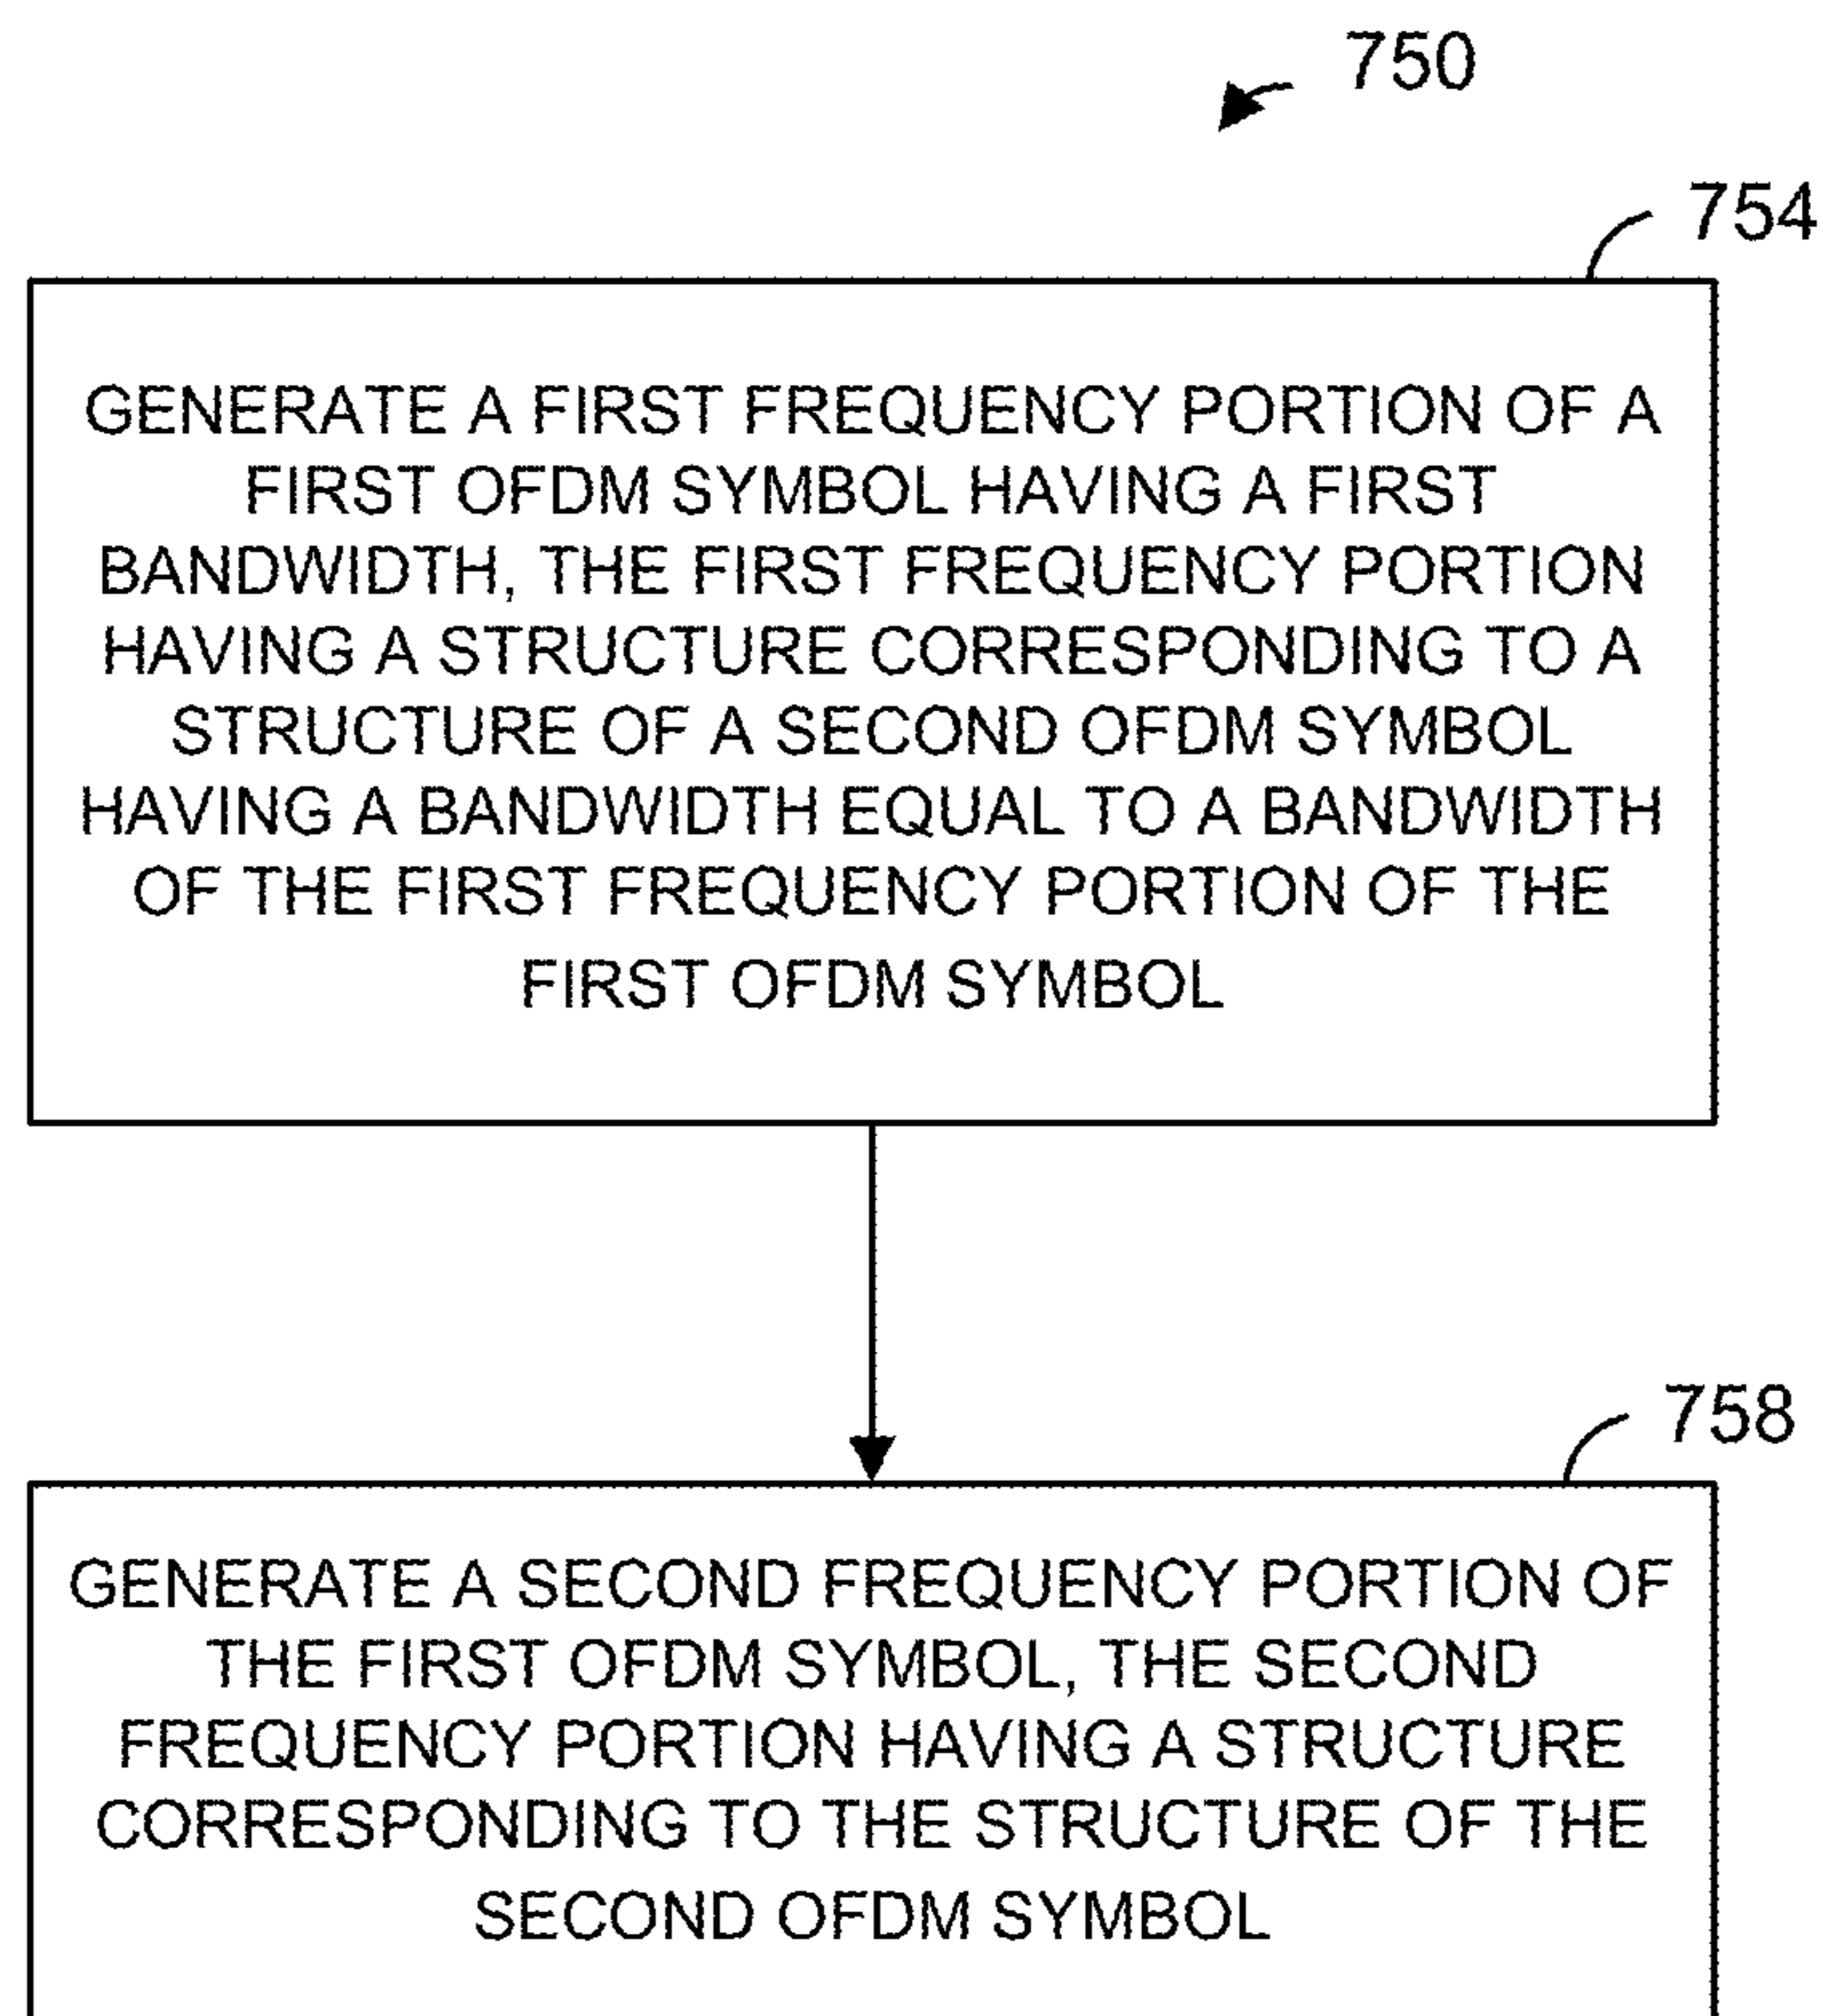 750
754
GENERATE A FIRST FREQUENCY PORTION OF A
FIRST OFDM SYMBOL HAVING A FIRST
BANDWIDTH, THE FIRST FREQUENCY PORTION
HAVING A STRUCTURE CORRESPONDING TO A
STRUCTURE OF A SECOND OFDM SYMBOL
HAVING A BANDWIDTH EQUAL TO A BANDWIDTH
OF THE FIRST FREQUENCY PORTION OF THE
FIRST OFDM SYMBOL
758
GENERATE A SECOND FREQUENCY PORTION OF
THE FIRST OFDM SYMBOL, THE SECOND
FREQUENCY PORTION HAVING A STRUCTURE
CORRESPONDING TO THE STRUCTURE OF THE
SECOND OFDM SYMBOL